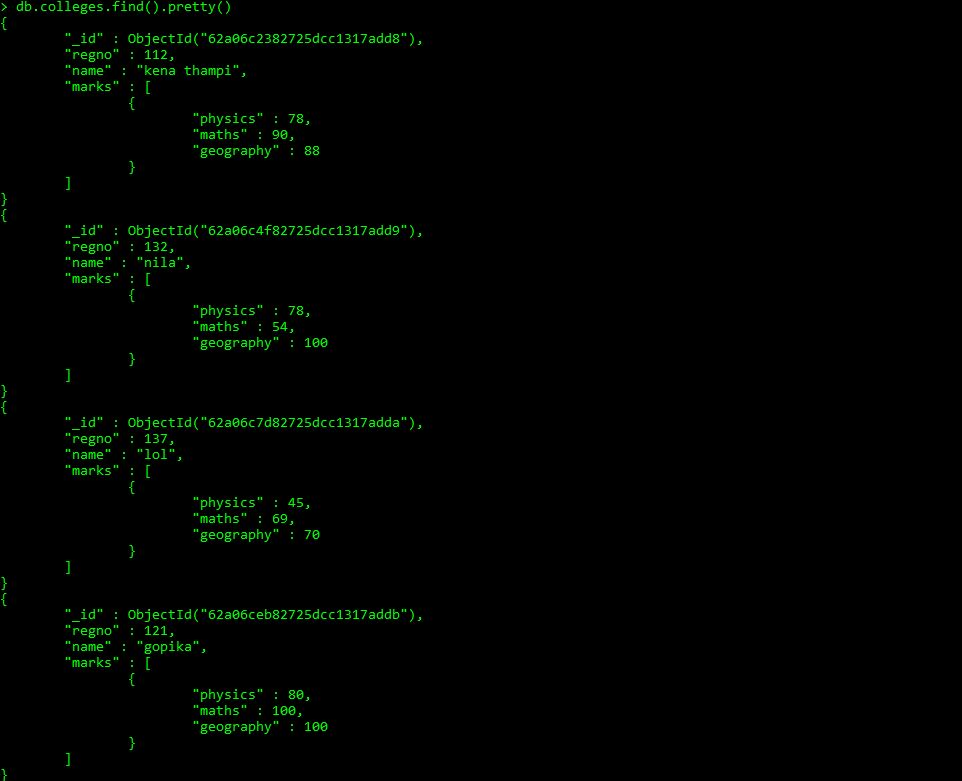 > db.colleges.find().pretty()
{
        "_id" : ObjectId("62a06c2382725dcc1317add8"),
        "regno" : 112,
        "name" : "kena thampi",
        "marks" : [
                {
                        "physics" : 78,
                        "maths" : 90,
                        "geography" : 88
                }
        ]
}
{
        "_id" : ObjectId("62a06c4f82725dcc1317add9"),
        "regno" : 132,
        "name" : "nila",
        "marks" : [
                {
                        "physics" : 78,
                        "maths" : 54,
                        "geography" : 100
                }
        ]
}
{
        "_id" : ObjectId("62a06c7d82725dcc1317adda"),
        "regno" : 137,
        "name" : "lol",
        "marks" : [
                {
                        "physics" : 45,
                        "maths" : 69,
                        "geography" : 70
                }
        ]
}
{
        "_id" : ObjectId("62a06ceb82725dcc1317addb"),
        "regno" : 121,
        "name" : "gopika",
        "marks" : [
                {
                        "physics" : 80,
                        "maths" : 100,
                        "geography" : 100
                }
        ]
}